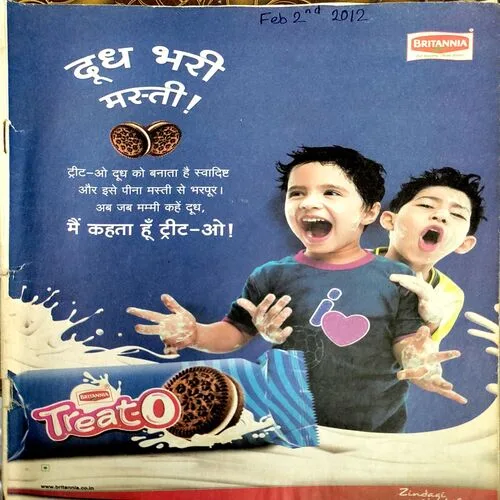 Feb 2nd 2012
BRITANNIA
दूध भरी
मस्ती!
ट्रीट-ओ दूध को बनाता है स्वादिष्ट
और इसे पीना मस्ती से भरपूर।
अब जब मम्मी कहें दूध,
मैं कहता हूँ ट्रीट-ओ!
i
BRITANNIA
Treat-O
www.britannia.co.in
Zindagi